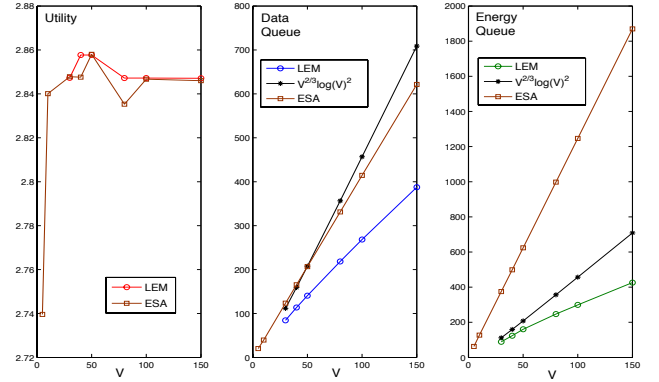 Utility
2.88
2.86
2.84
2.82
2.8
2.78
2.76
2.74
2.72
0
50
100
150
V
LEM
ESA
Data
Queue
800
700
600
500
400
300
200
100
0
0
50
100
150
V
LEM
V^{2/3}log(V)^2
ESA
Energy
Queue
2000
1800
1600
1400
1200
1000
800
600
400
200
0
0
50
100
150
V
LEM
V^{2/3}log(V)^2
ESA